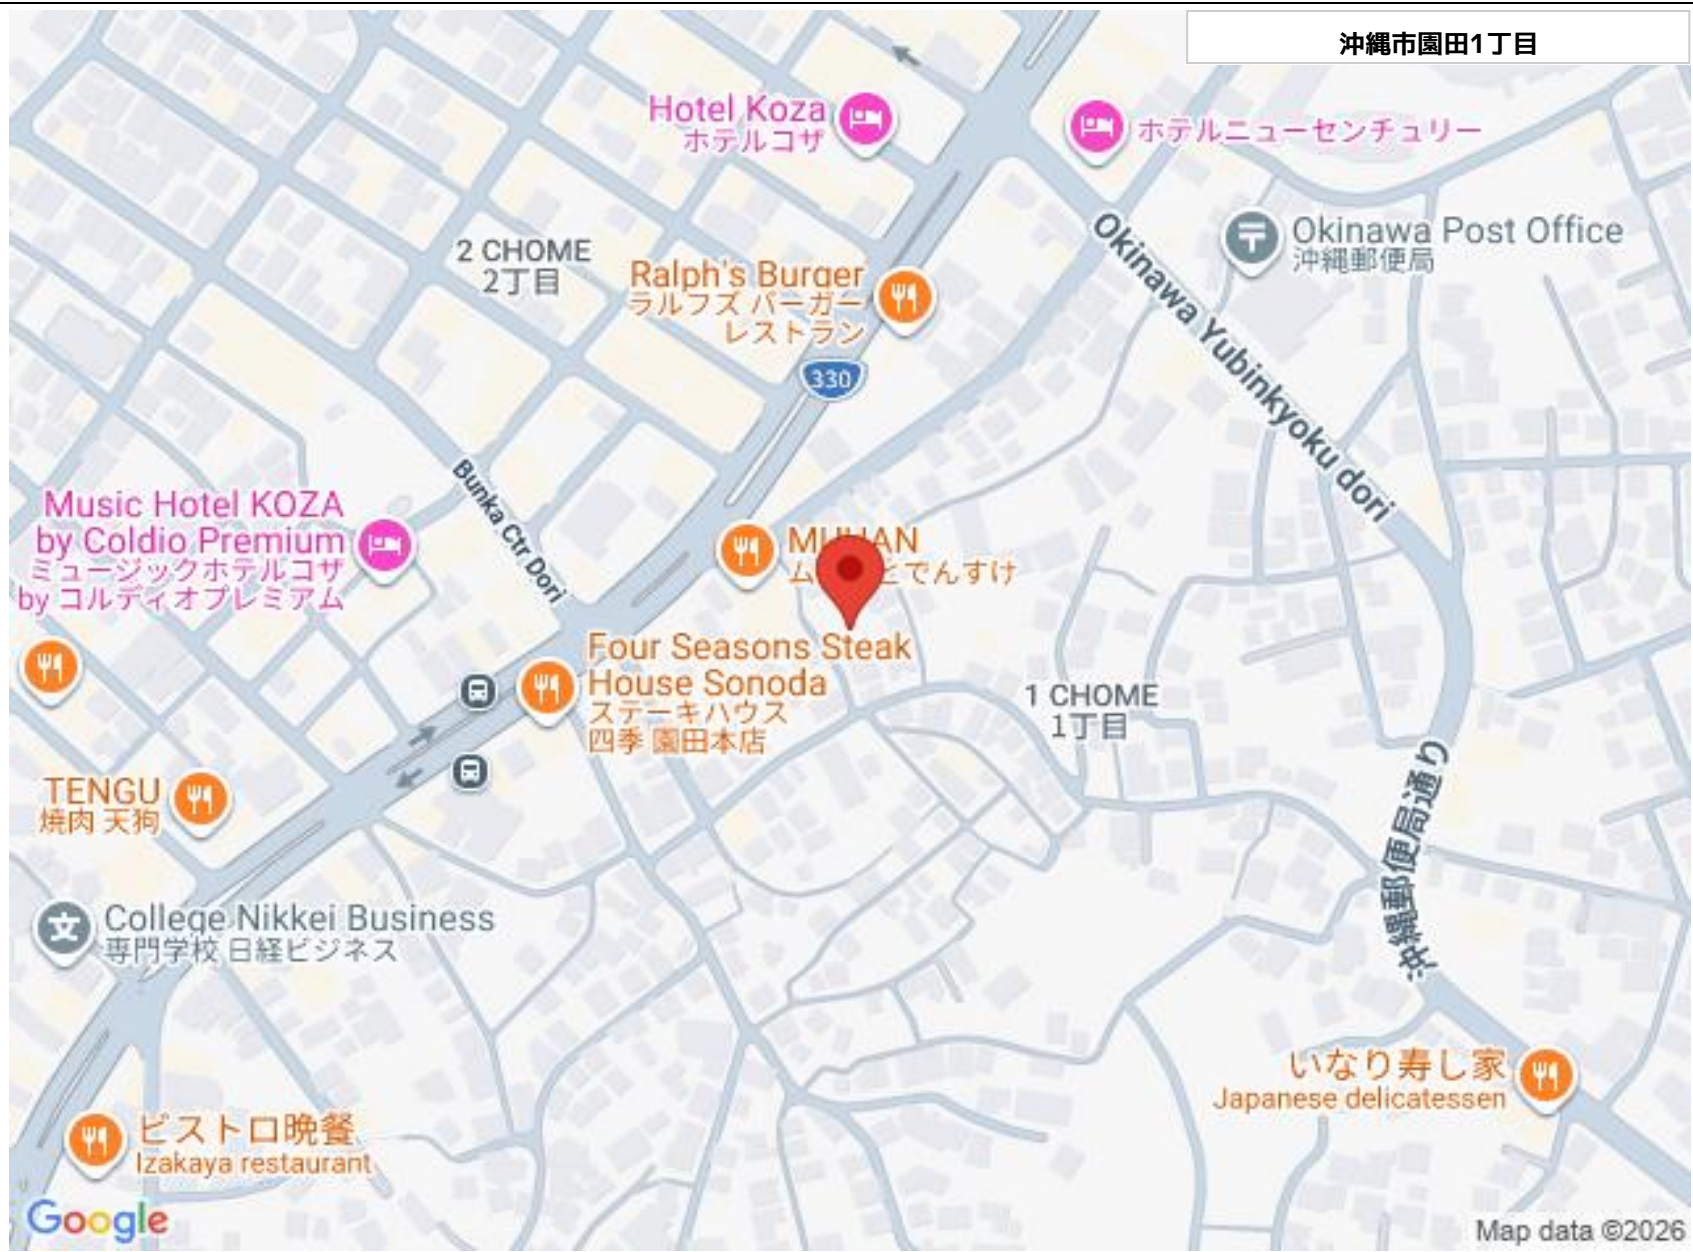 沖縄市園田1丁目
Hotel Koza
ホテルコザ
ホテルニューセンチュリー
Okinawa Post Office
沖縄郵便局
2 CHOME
2丁目
Ralph's Burger
ラルフズ バーガー
レストラン
330
Okinawa Yubinkyoku dori
Bunka Ctr Dori
Music Hotel KOZA
by Coldio Premium
ミュージックホテルコザ
by コルディオプレミアム
とでんすけ
Four Seasons Steak
House Sonoda
ステーキハウス
四季 園田本店
1 CHOME
1丁目
TENGU
焼肉 天狗
沖縄郵便局通り
College Nikkei Business
専門学校 日経ビジネス
いなり寿し家
Japanese delicatessen
ビストロ晩餐
Izakaya restaurant
Google
Map data ©2026